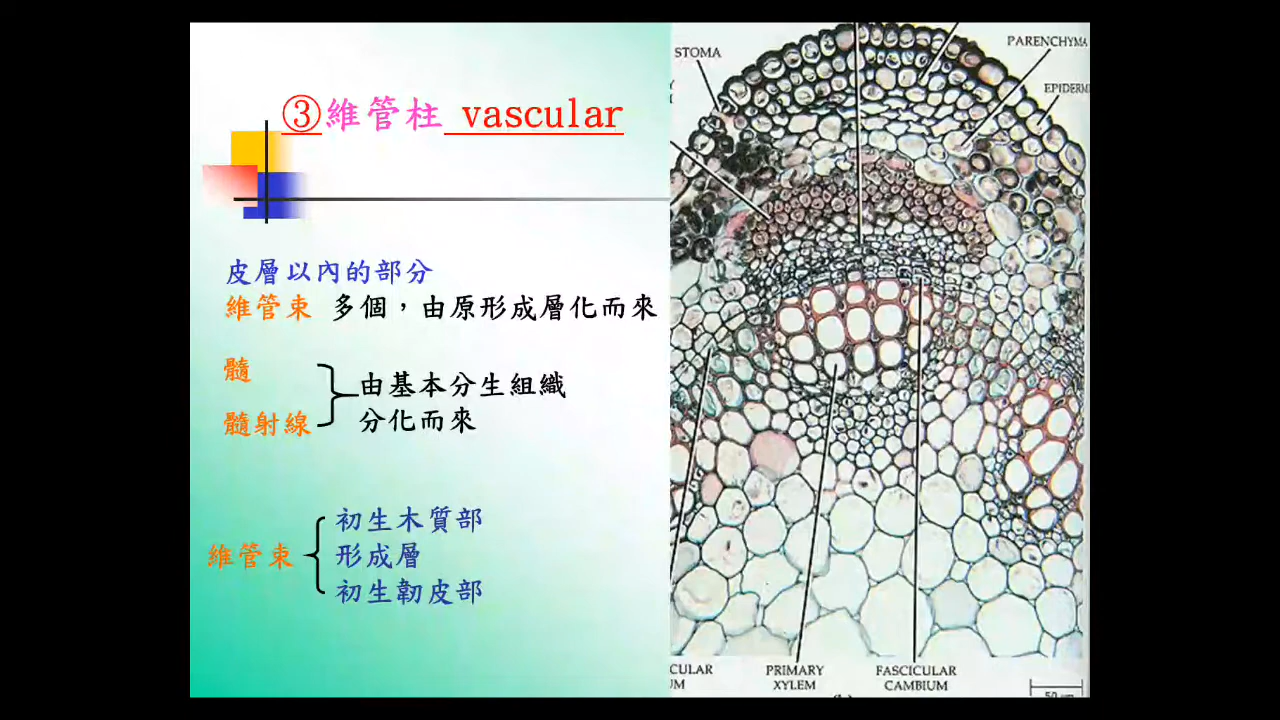 ③維管柱 vascular
皮層以內的部分
維管束 多個，由原形成層化而來
髓
髓射線
由基本分生組織
分化而來
維管束
初生木質部
形成層
初生韌皮部
STOMA
PARENCHYMA
EPIDERM
CULAR
UM
PRIMARY
XYLEM
FASCICULAR
CAMBIUM